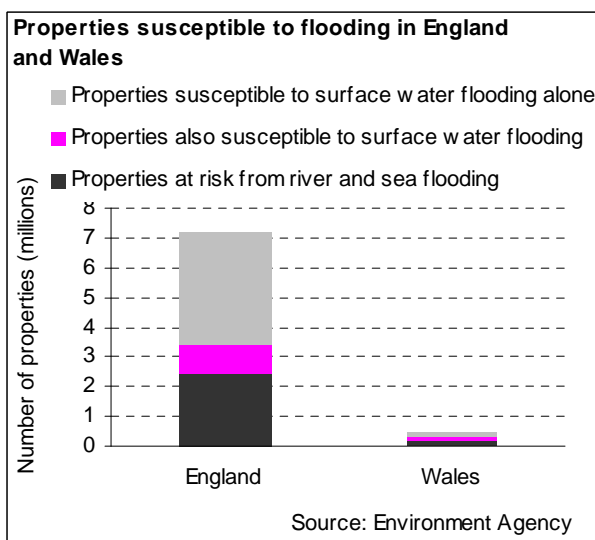 Properties susceptible to flooding in England
and Wales
Properties susceptible to surface water flooding alone
Properties also susceptible to surface water flooding
Properties at risk from river and sea flooding
Number of properties (millions)
8
7
6
5
4
3
2
1
0
England Wales
Source: Environment Agency